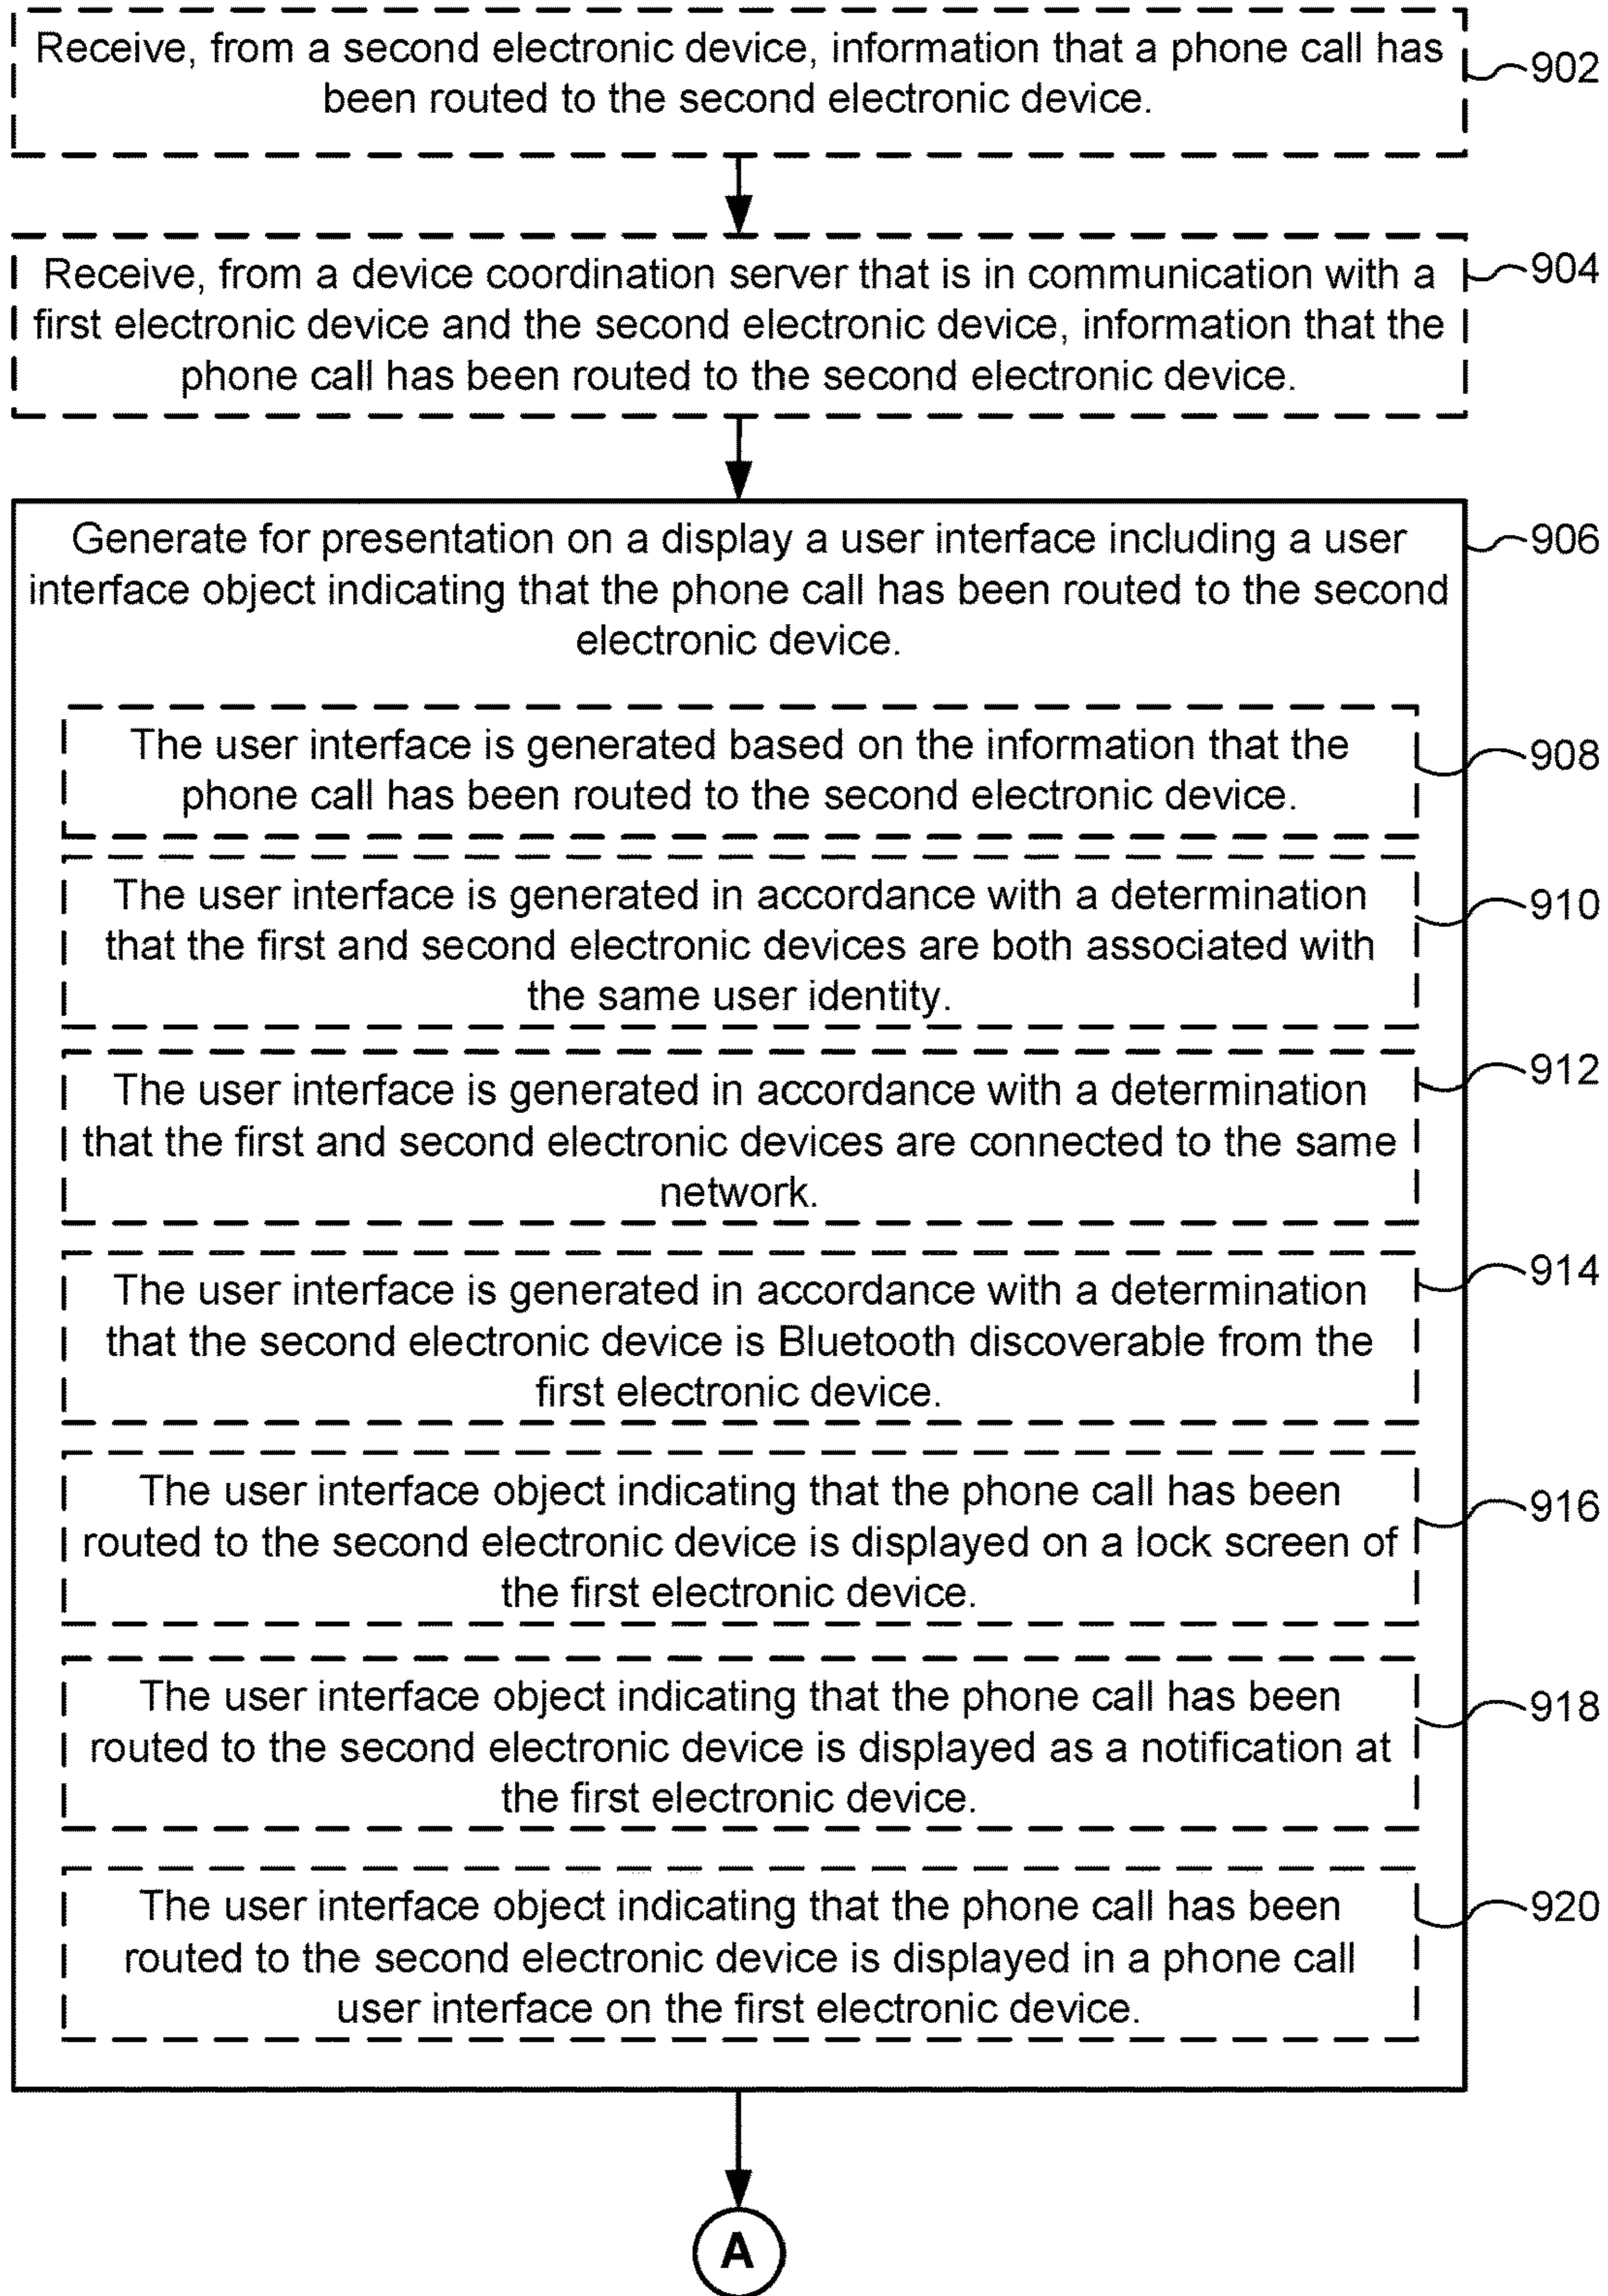 Receive, from a second electronic device, information that a phone call has
been routed to the second electronic device.
902
Receive, from a device coordination server that is in communication with a
first electronic device and the second electronic device, information that the
phone call has been routed to the second electronic device.
904
Generate for presentation on a display a user interface including a user
interface object indicating that the phone call has been routed to the second
electronic device.
906
The user interface is generated based on the information that the
phone call has been routed to the second electronic device.
908
The user interface is generated in accordance with a determination
that the first and second electronic devices are both associated with
the same user identity.
910
The user interface is generated in accordance with a determination
that the first and second electronic devices are connected to the same
network.
912
The user interface is generated in accordance with a determination
that the second electronic device is Bluetooth discoverable from the
first electronic device.
914
The user interface object indicating that the phone call has been
routed to the second electronic device is displayed on a lock screen of
the first electronic device.
916
The user interface object indicating that the phone call has been
routed to the second electronic device is displayed as a notification at
the first electronic device.
918
The user interface object indicating that the phone call has been
routed to the second electronic device is displayed in a phone call
user interface on the first electronic device.
920
A